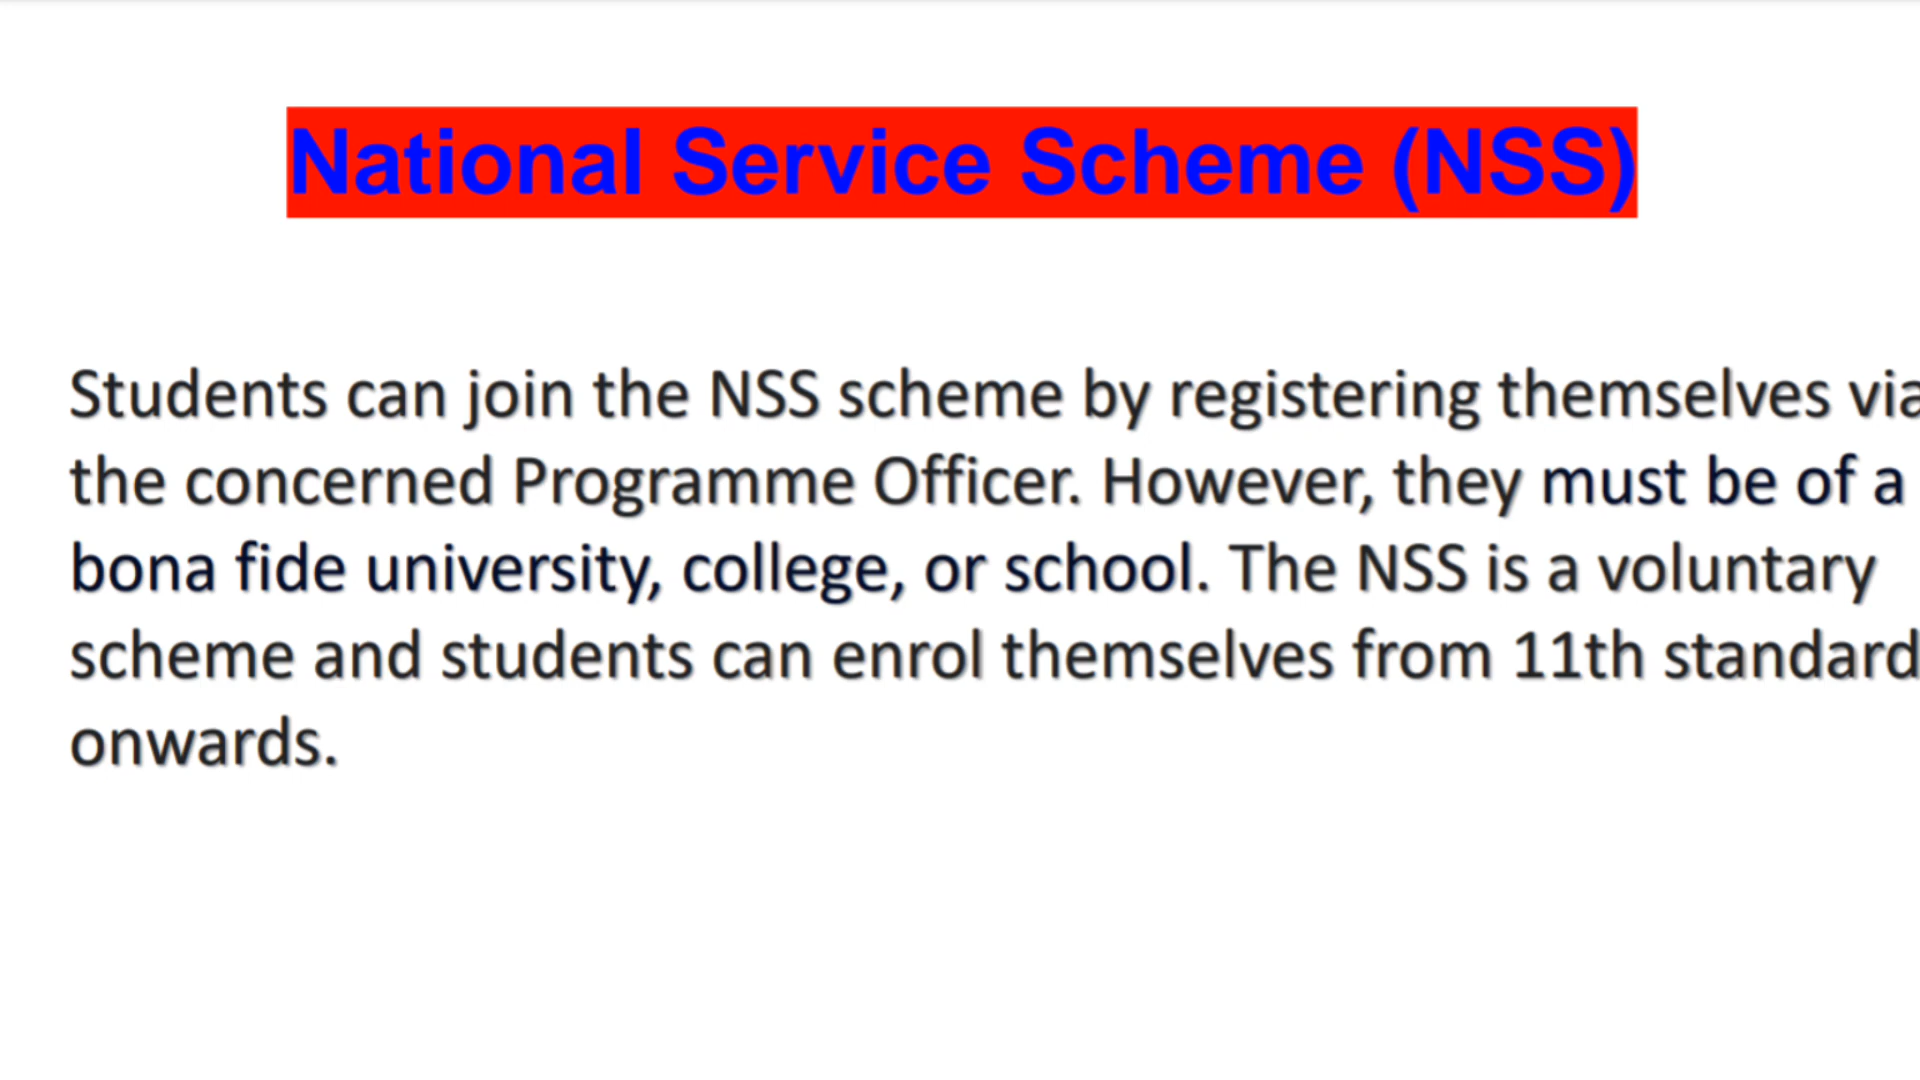 National Service Scheme (NSS)
Students can join the NSS scheme by registering themselves via
the concerned Programme Officer. However, they must be of a
bona fide university, college, or school. The NSS is a voluntary
scheme and students can enrol themselves from 11th standard
onwards.